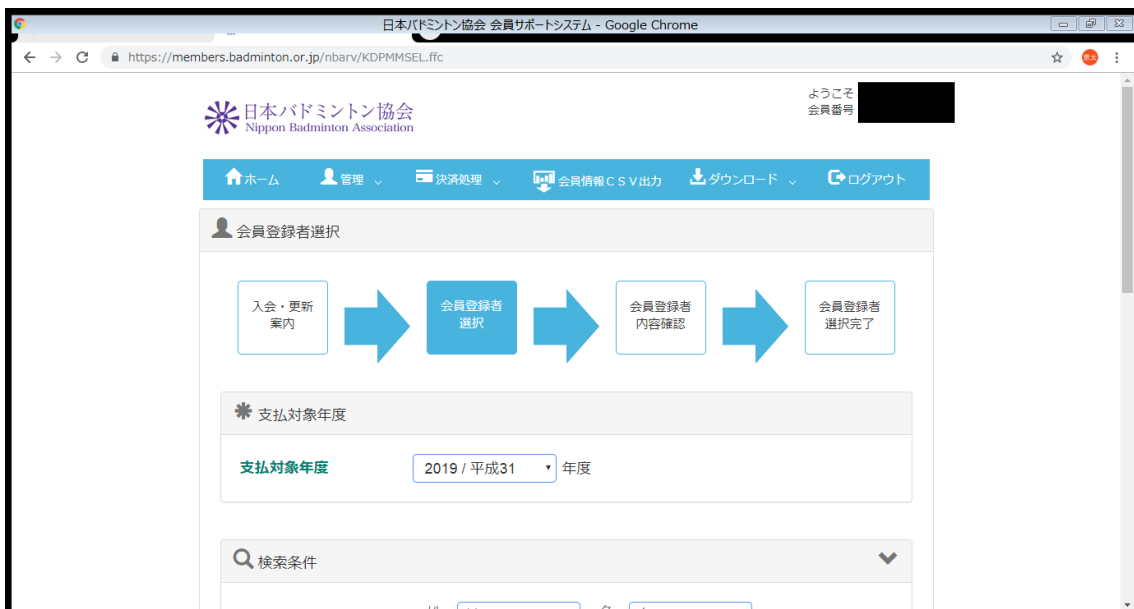 日本バドミントン協会 会員サポートシステム - Google Chrome
https://members.badminton.or.jp/nbarv/KDPMMSEL.ffc
恵太
日本バドミントン協会
Nippon Badminton Association
ようこそ
会員番号
ホーム
管理
決済処理
会員情報CSV出力
ダウンロード
ログアウト
会員登録者選択
入会・更新
案内
会員登録者
選択
会員登録者
内容確認
会員登録者
選択完了
支払対象年度
支払対象年度
2019 / 平成31
年度
検索条件